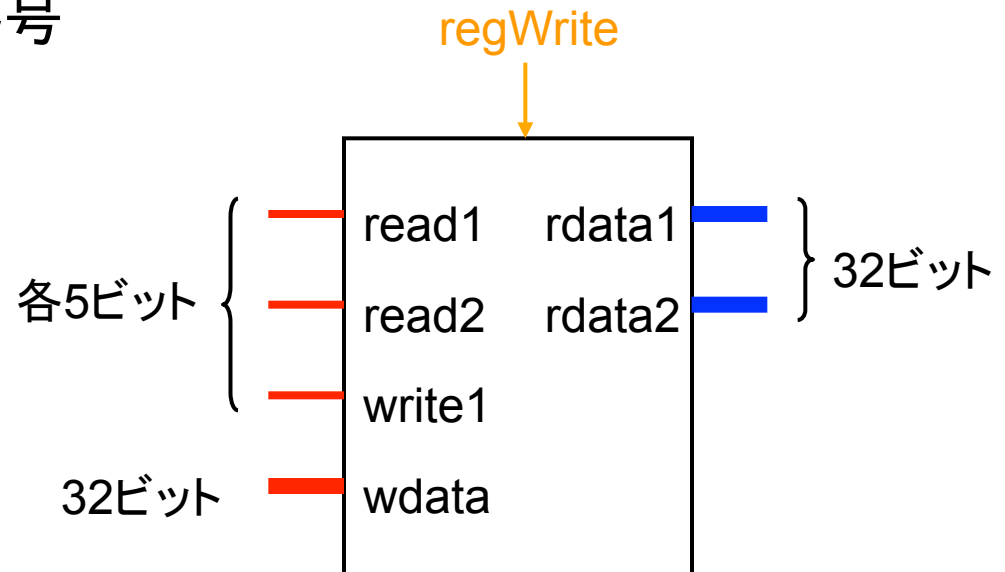 号
regWrite
read1 rdata1
32ビット
各5ビット
read2 rdata2
write1
32ビット
wdata